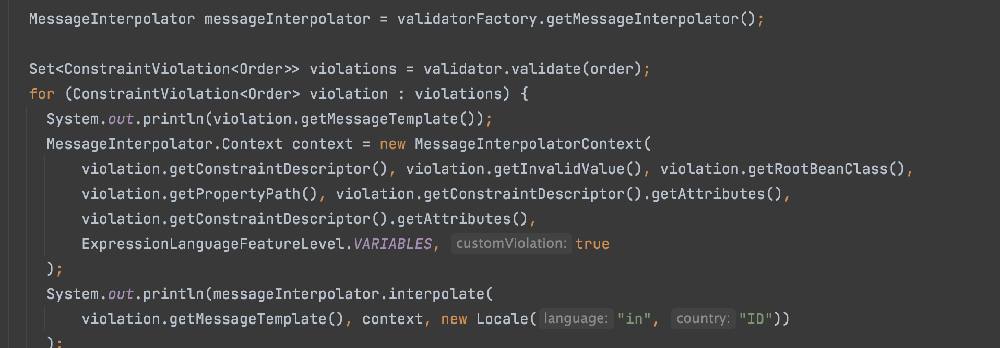 MessageInterpolator messageInterpolator = validatorFactory.getMessageInterpolator();
Set<ConstraintViolation<Order>> violations = validator.validate(order);
for (ConstraintViolation<Order> violation : violations) {
System.out.println(violation.getMessageTemplate());
MessageInterpolator.Context context = new MessageInterpolatorContext(
violation.getConstraintDescriptor(), violation.getInvalidValue(), violation.getRootBeanClass(),
violation.getPropertyPath(), violation.getConstraintDescriptor().getAttributes(),
violation.getConstraintDescriptor().getAttributes(),
ExpressionLanguageFeatureLevel.VARIABLES, customViolation: true
);
System.out.println(messageInterpolator.interpolate(
violation.getMessageTemplate(), context, new Locale( language: "in", country: "ID"))
);